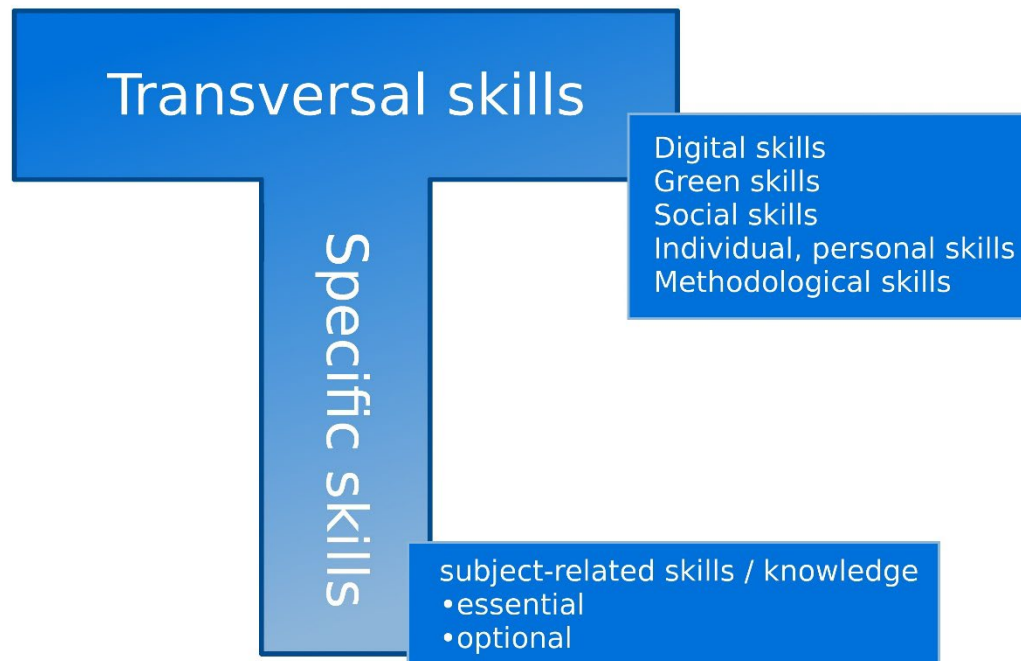 Transversal skills
Digital skills
Green skills
Social skills
Individual, personal skills
Methodological skills
Specific skills
subject-related skills / knowledge
•essential
•optional